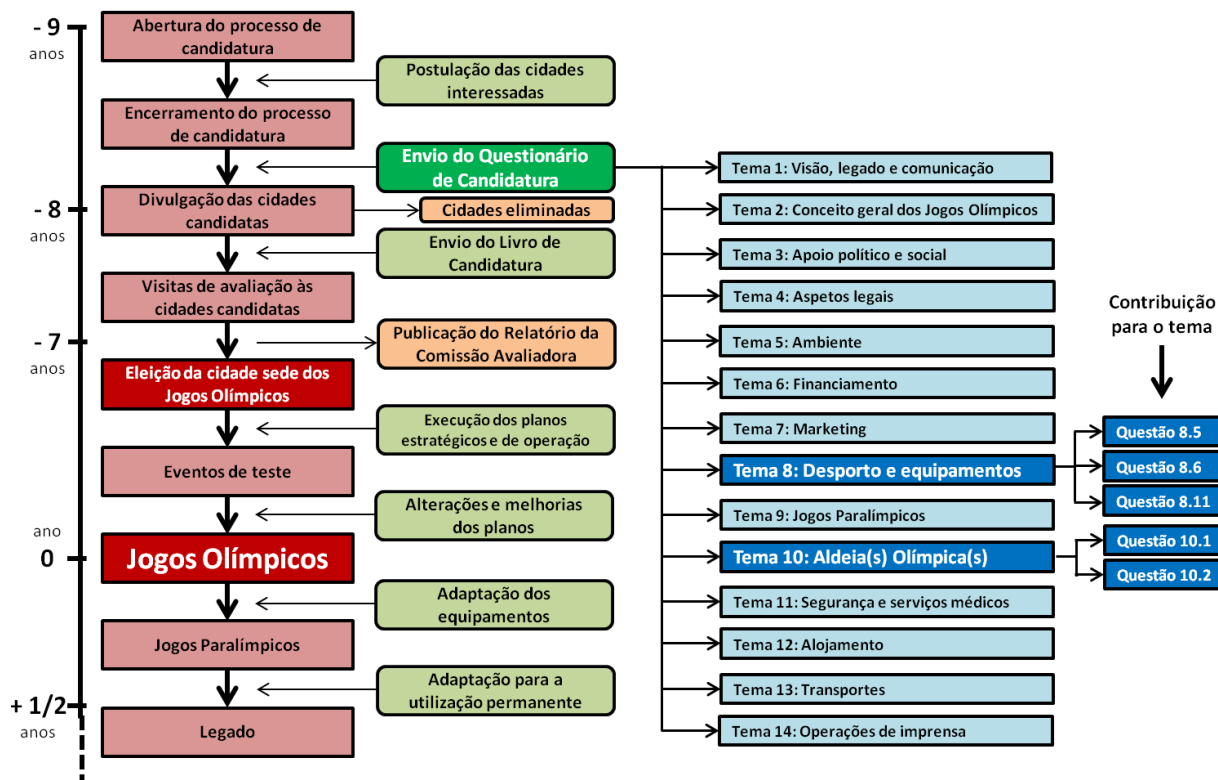 - 9
anos
- 8
anos
- 7
anos
ano
0
+ 1/2
anos
Abertura do processo de
candidatura
Postulação das cidades
interessadas
Encerramento do processo
de candidatura
Envio do Questionário
de Candidatura
Divulgação das cidades
candidatas
Cidades eliminadas
Envio do Livro de
Candidatura
Visitas de avaliação às
cidades candidatas
Publicação do Relatório da
Comissão Avaliadora
Eleição da cidade sede dos
Jogos Olímpicos
Execução dos planos
estratégicos e de operação
Eventos de teste
Alterações e melhorias
dos planos
Jogos Olímpicos
Adaptação dos
equipamentos
Jogos Paralímpicos
Adaptação para a
utilização permanente
Legado
Tema 1: Visão, legado e comunicação
Tema 2: Conceito geral dos Jogos Olímpicos
Tema 3: Apoio político e social
Tema 4: Aspetos legais
Tema 5: Ambiente
Tema 6: Financiamento
Tema 7: Marketing
Tema 8: Desporto e equipamentos
Tema 9: Jogos Paralímpicos
Tema 10: Aldeia(s) Olímpica(s)
Tema 11: Segurança e serviços médicos
Tema 12: Alojamento
Tema 13: Transportes
Tema 14: Operações de imprensa
Contribuição
para o tema
Questão 8.5
Questão 8.6
Questão 8.11
Questão 10.1
Questão 10.2